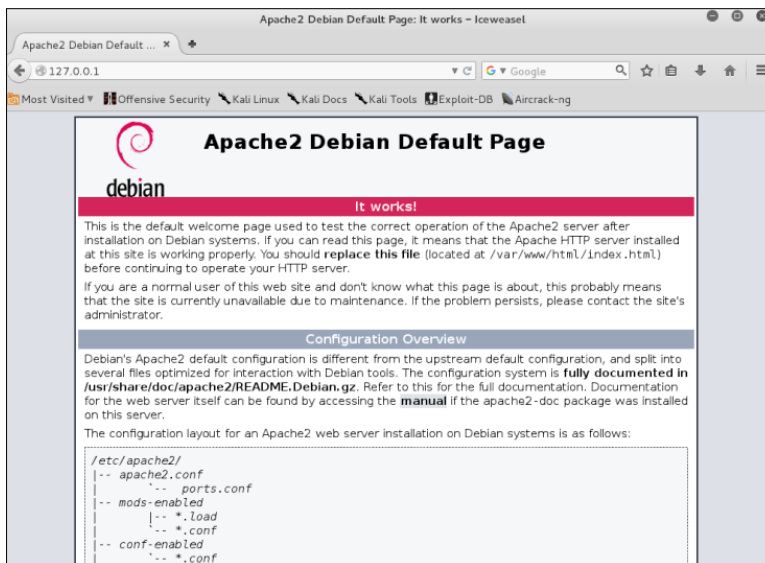 Apache2 Debian Default Page: It works - Iceweasel
Apache2 Debian Default ...
127.0.0.1
Google
Most Visited
Offensive Security
Kali Linux
Kali Docs
Kali Tools
Exploit-DB
Aircrack-ng
debian
Apache2 Debian Default Page
It works!
This is the default welcome page used to test the correct operation of the Apache2 server after
installation on Debian systems. If you can read this page, it means that the Apache HTTP server installed
at this site is working properly. You should replace this file (located at /var/www/html/index.html)
before continuing to operate your HTTP server.
If you are a normal user of this web site and don't know what this page is about, this probably means
that the site is currently unavailable due to maintenance. If the problem persists, please contact the site's
administrator.
Configuration Overview
Debian's Apache2 default configuration is different from the upstream default configuration, and split into
several files optimized for interaction with Debian tools. The configuration system is fully documented in
/usr/share/doc/apache2/README.Debian.gz. Refer to this for the full documentation. Documentation
for the web server itself can be found by accessing the manual if the apache2-doc package was installed
on this server.
The configuration layout for an Apache2 web server installation on Debian systems is as follows:
/etc/apache2/
|-- apache2.conf
|       `--  ports.conf
|-- mods-enabled
|       |-- *.load
|       `-- *.conf
|-- conf-enabled
|       `-- *.conf